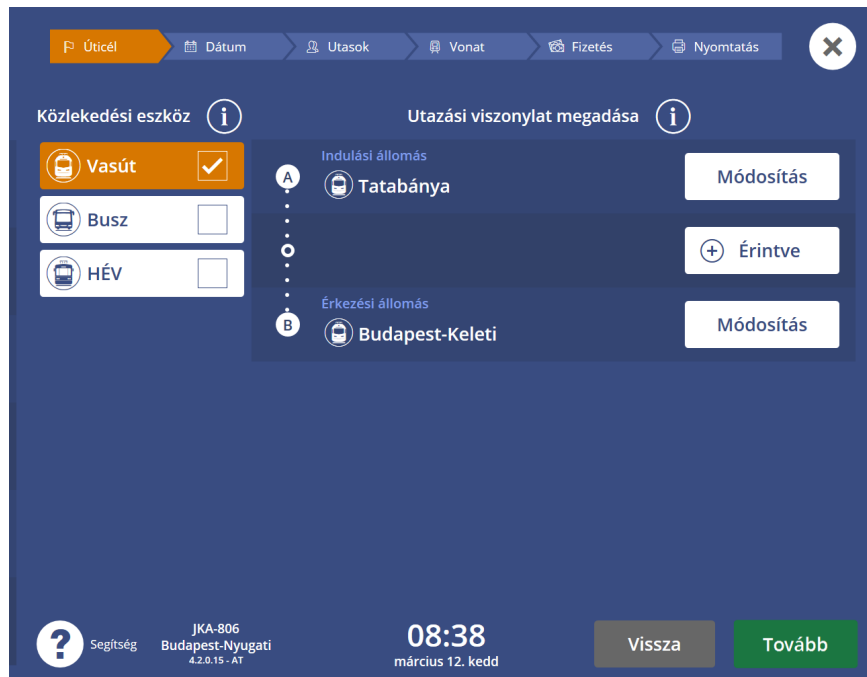 Úticél
Dátum
Utasok
Vonat
Fizetés
Nyomtatás
Közlekedési eszköz
Utazási viszonylat megadása
Vasút
Busz
HÉV
A
Indulási állomás
Tatabánya
Módosítás
Érintve
B
Érkezési állomás
Budapest-Keleti
Módosítás
? Segítség
JKA-806
Budapest-Nyugati
4.2.0.15 - AT
08:38
március 12. kedd
Vissza
Tovább